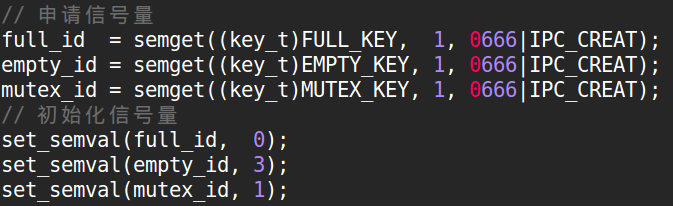 // 申请信号量
full_id  = semget((key_t)FULL_KEY,  1, 0666|IPC_CREAT);
empty_id = semget((key_t)EMPTY_KEY, 1, 0666|IPC_CREAT);
mutex_id = semget((key_t)MUTEX_KEY, 1, 0666|IPC_CREAT);
// 初始化信号量
set_semval(full_id,  0);
set_semval(empty_id, 3);
set_semval(mutex_id, 1);